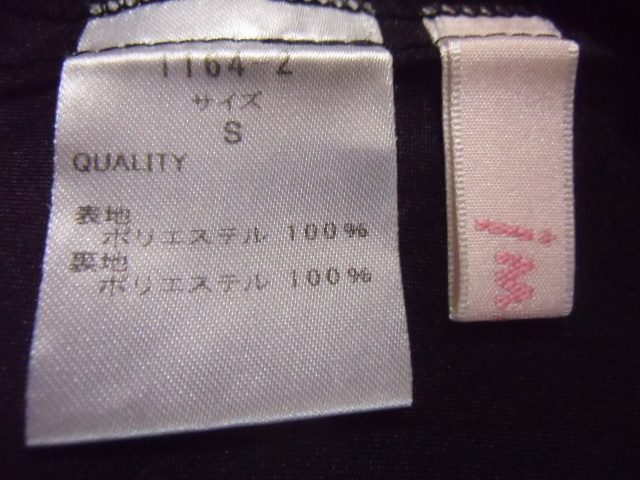 1164-2
サイズ
S
QUALITY
表地
ポリエステル 100%
裏地
ポリエステル 100%